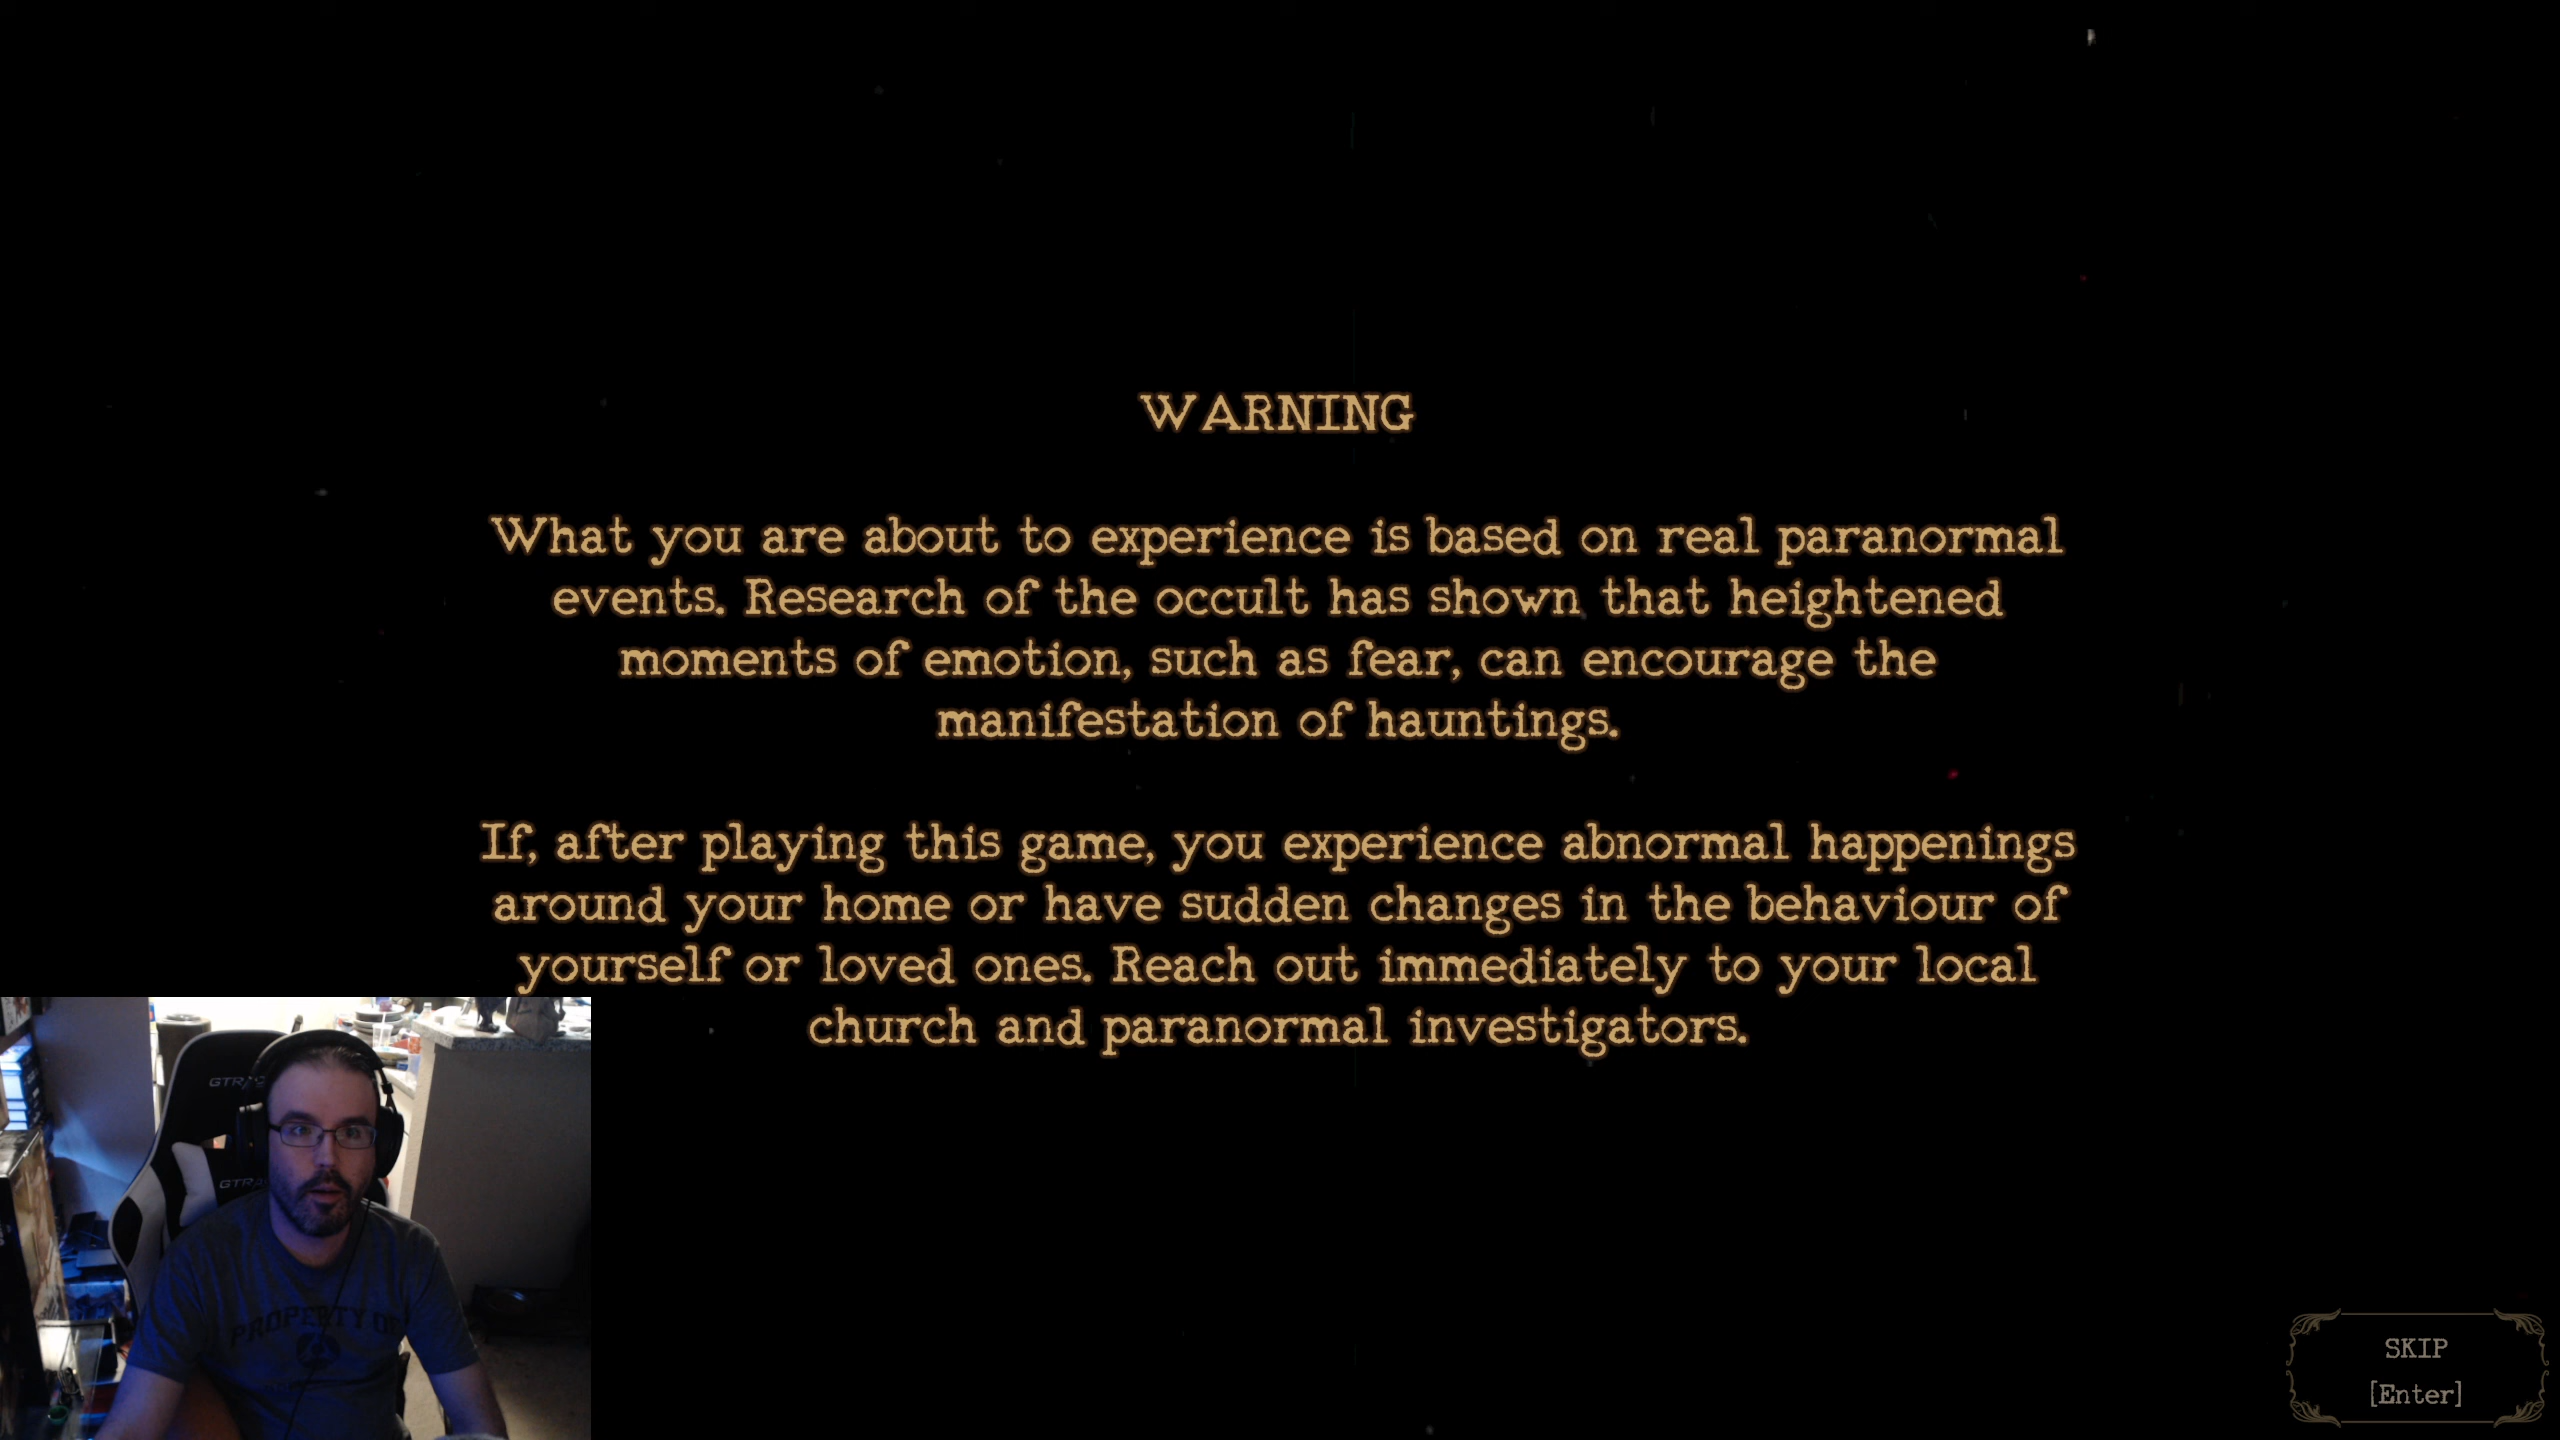 WARNING
What you are about to experience is based on real paranormal
events. Research of the occult has shown that heightened
moments of emotion, such as fear, can encourage the
manifestation of hauntings.
If, after playing this game, you experience abnormal happenings
around your home or have sudden changes in the behaviour of
yourself or loved ones. Reach out immediately to your local
church and paranormal investigators.
PROPERTY OF
SKIP
[Enter]